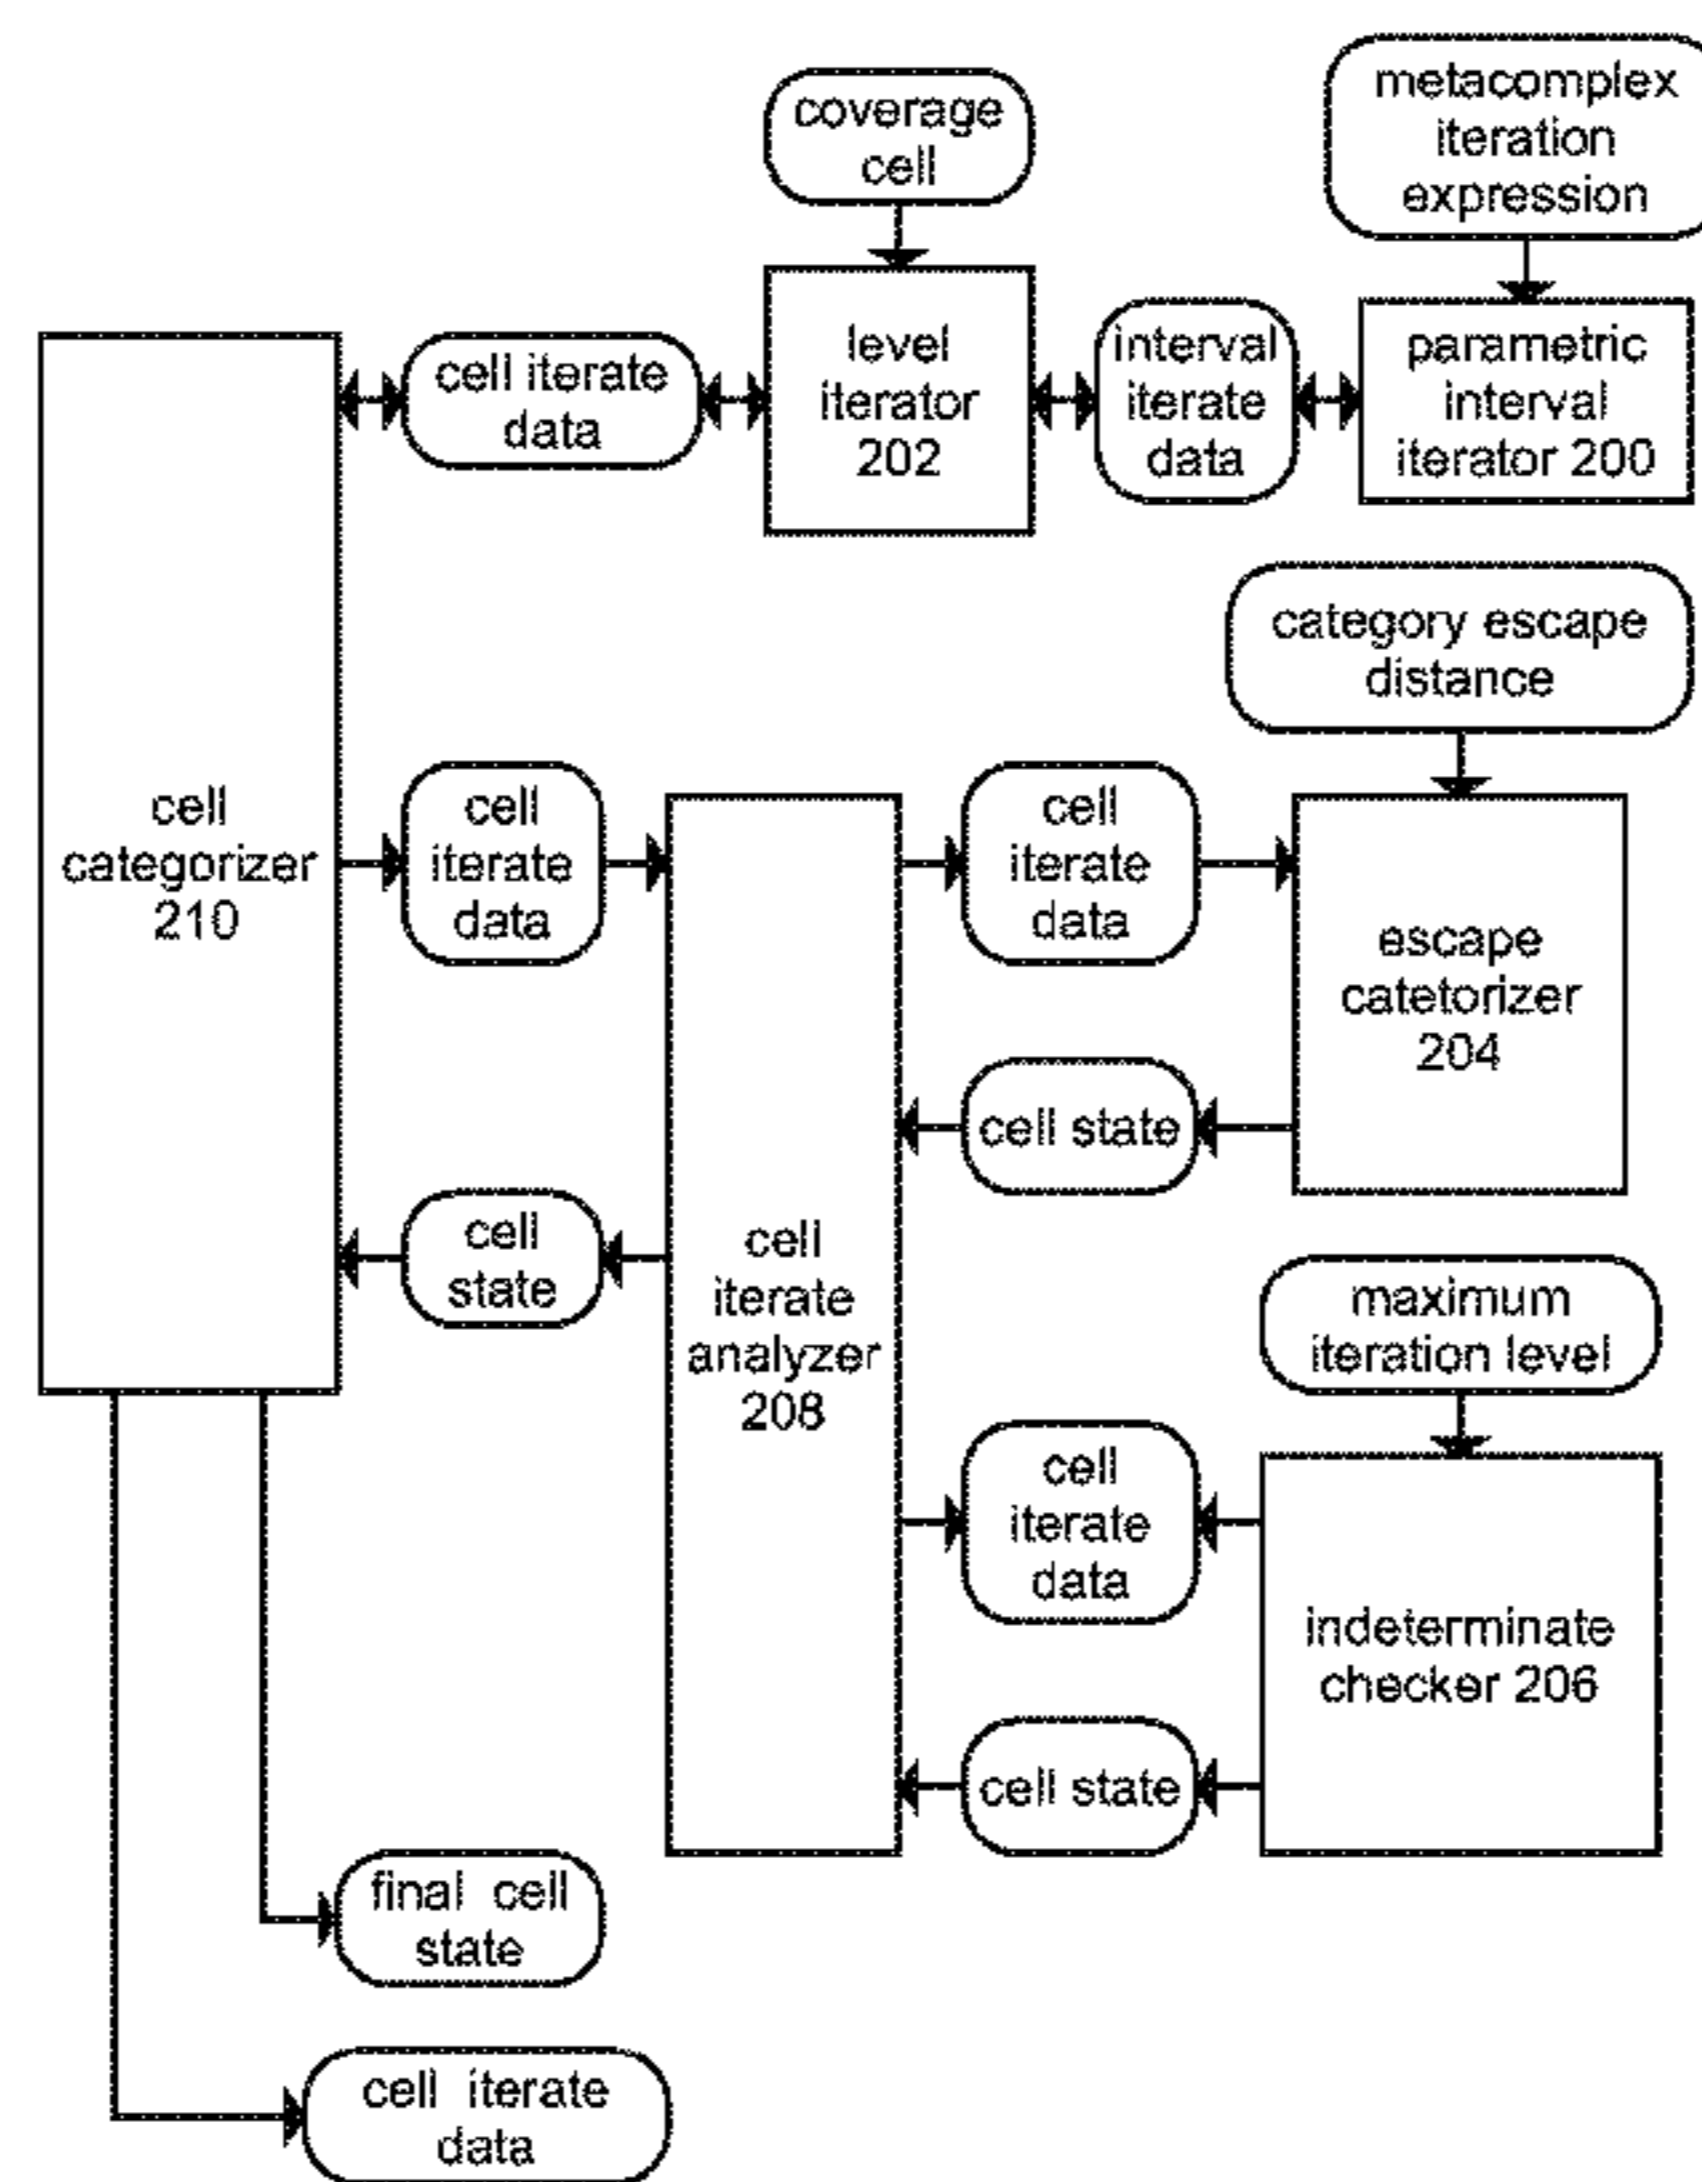 coverage
cell
metacomplex
iteration
expression
cell iterate
data
level
iterator
202
interval
iterate
data
parametric
interval
iterator 200
category escape
distance
cell
categorizer
210
cell
iterate
data
cell
iterate
data
escape
catetorizer
204
cell state
cell
state
cell
iterate
analyzer
208
maximum
iteration level
cell
iterate
data
indeterminate
checker 206
cell state
final cell
state
cell iterate
data